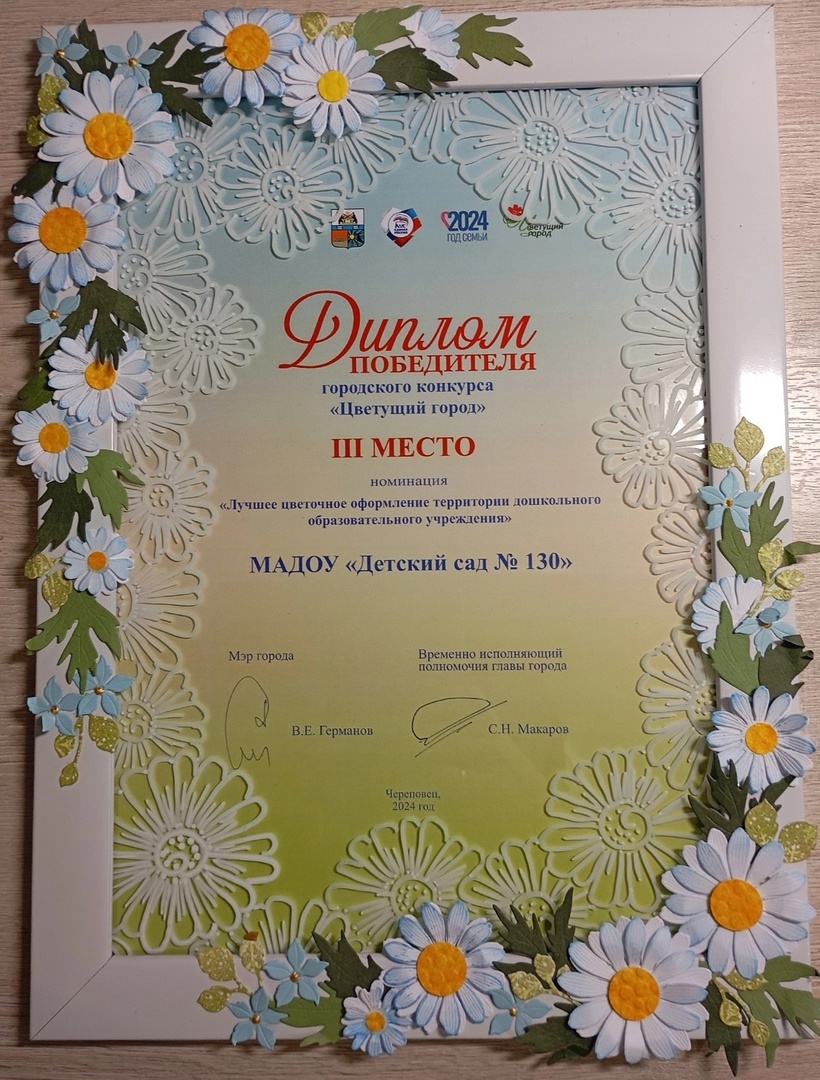 2024
ГОД СЕМЬИ
Цветущий
город
Диплом
ПОБЕДИТЕЛЯ
городского конкурса
«Цветущий город»
III МЕСТО
номинация
«Лучшее цветочное оформление территории дошкольного
образовательного учреждения»
МАДОУ «Детский сад № 130»
Мэр города
Временно исполняющий
полномочия главы города
В.Е. Германов
С.Н. Макаров
Череповец,
2024 год